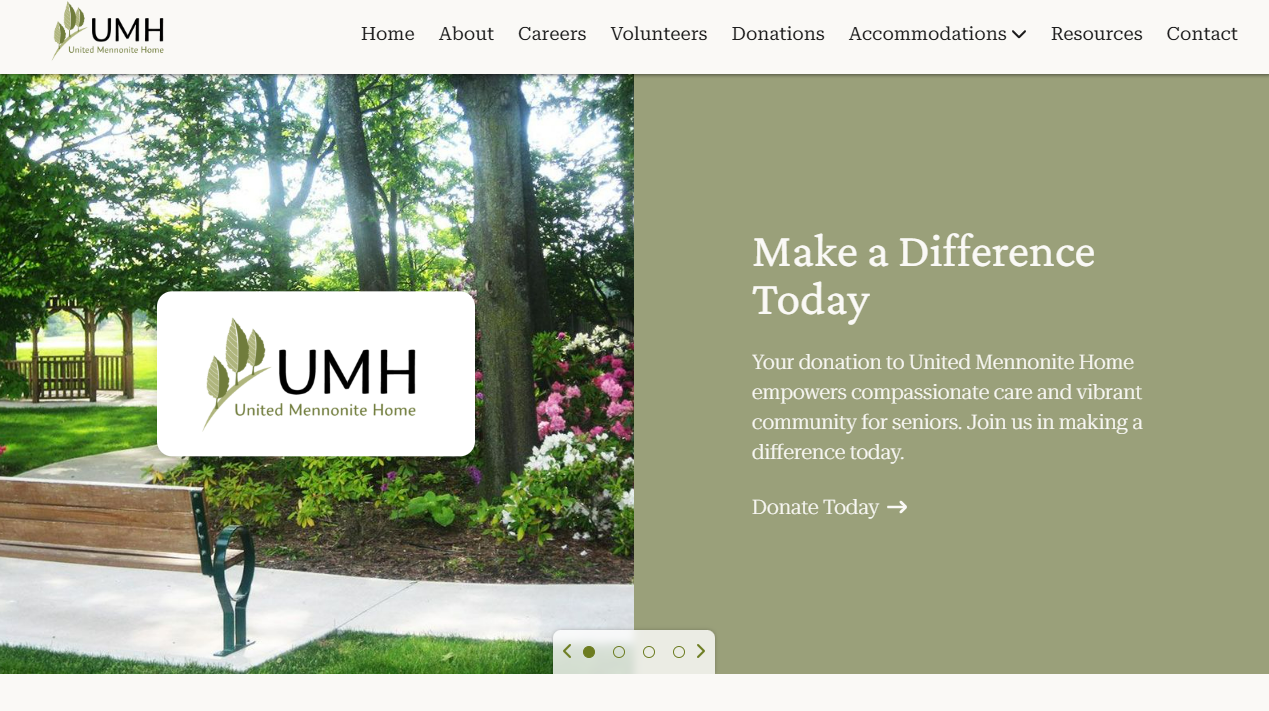 UMH
United Mennonite Home
Home About Careers Volunteers Donations Accommodations Resources Contact
UMH
United Mennonite Home
Make a Difference
Today
Your donation to United Mennonite Home
empowers compassionate care and vibrant
community for seniors. Join us in making a
difference today.
Donate Today